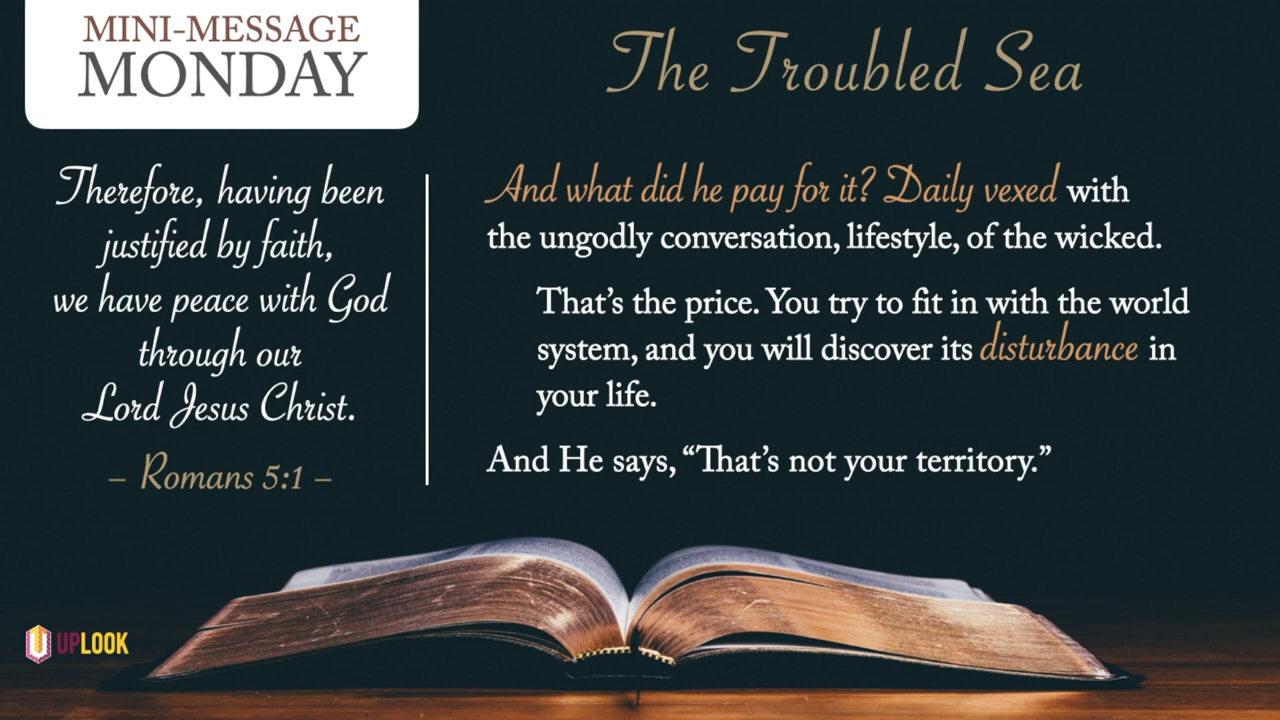 MINI-MESSAGE
MONDAY
The Troubled Sea
Therefore, having been
justified by faith,
we have peace with God
through our
Lord Jesus Christ.
– Romans 5:1 –
And what did he pay for it? Daily vexed with
the ungodly conversation, lifestyle, of the wicked.
That’s the price. You try to fit in with the world
system, and you will discover its disturbance in
your life.
And He says, “That’s not your territory.”
UPLOOK